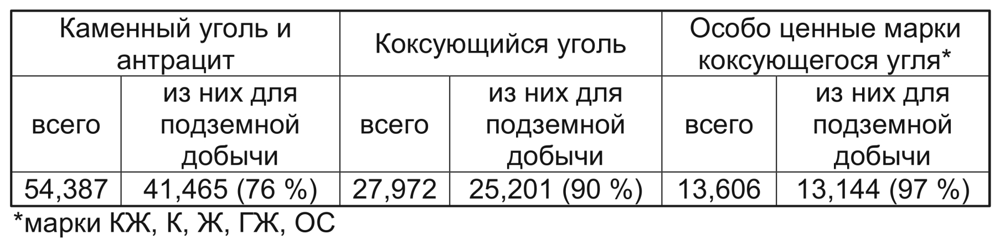 Каменный уголь и
антрацит
Коксующийся уголь
Особо ценные марки
коксующегося угля*
всего
из них для
подземной
добычи
всего
из них для
подземной
добычи
всего
из них для
подземной
добычи
54,387
41,465 (76 %)
27,972
25,201 (90 %)
13,606
13,144 (97 %)
*марки КЖ, К, Ж, ГЖ, ОС